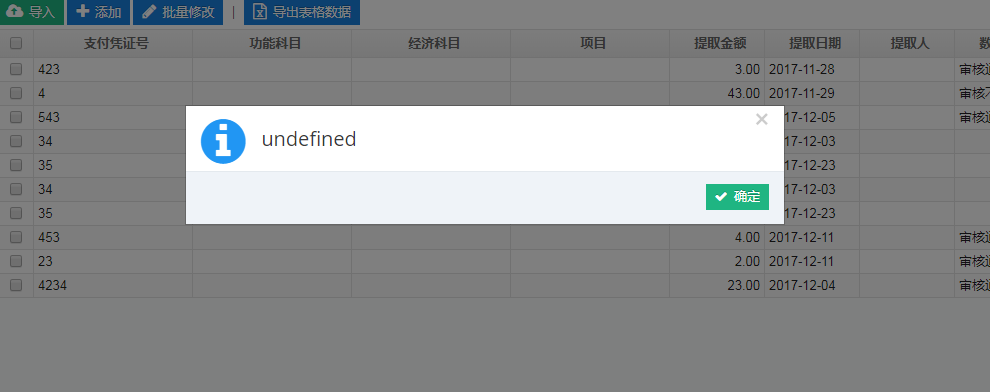 导入 添加 批量修改 | 导出表格数据
支付凭证号 功能科目 经济科目 项目 提取金额 提取日期 提取人
423 3.00 2017-11-28 审核
4 43.00 2017-11-29 审核
543 2017-12-05 审核
34 2017-12-03
35 2017-12-23
34 2017-12-03
35 2017-12-23
undefined
确定
453 4.00 2017-12-11 审核
23 2.00 2017-12-11 审核
4234 23.00 2017-12-04 审核